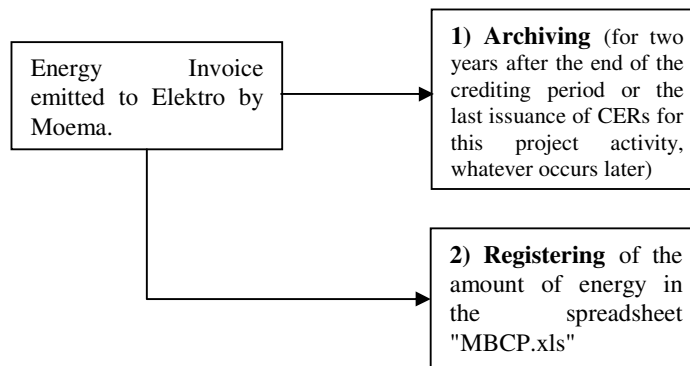 Energy Invoice
emitted to Elektro by
Moema.
1) Archiving (for two
years after the end of the
crediting period or the
last issuance of CERs for
this project activity,
whatever occurs later)
2) Registering of the
amount of energy in
the spreadsheet
"MBCP.xls"